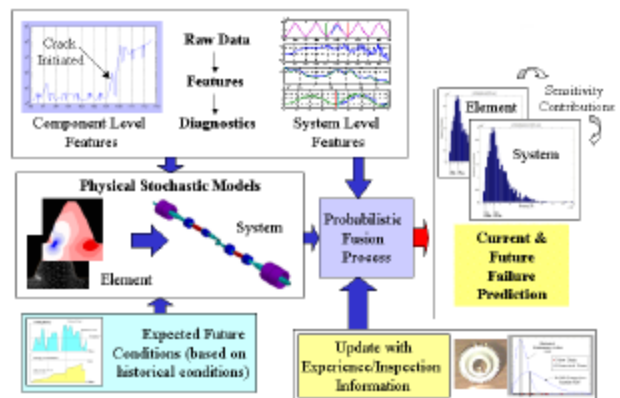 Crack
Initiated
Component Level
Features
Raw Data
Features
Diagnostics
System Level
Features
Sensitivity
Contributions
Element
System
Physical Stochastic Models
System
Element
Probabilistic
Fusion
Process
Current &
Future
Failure
Prediction
Expected Future
Conditions (based on
historical conditions)
Update with
Experience/Inspection
Information